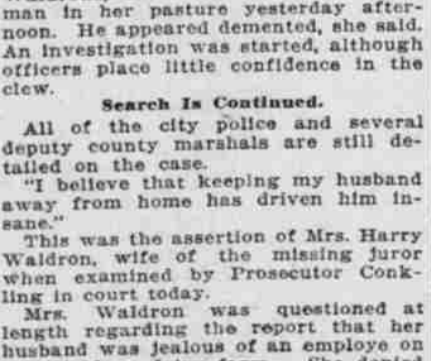 man in her pasture yesterday after-
noon. He appeared demented, she said.
An investigation was started, although
officers place little confidence in the
clew.
Search Is Continued.
All of the city police and several
deputy county marshals are still de-
tailed on the case.
"I believe that keeping my husband
away from home has driven him in-
sane."
This was the assertion of Mrs. Harry
Waldron, wife of the missing juror
when examined by Prosecutor Conk-
ling in court today.
Mrs. Waldron was questioned at
length regarding the report that her
husband was jealous of an employe on